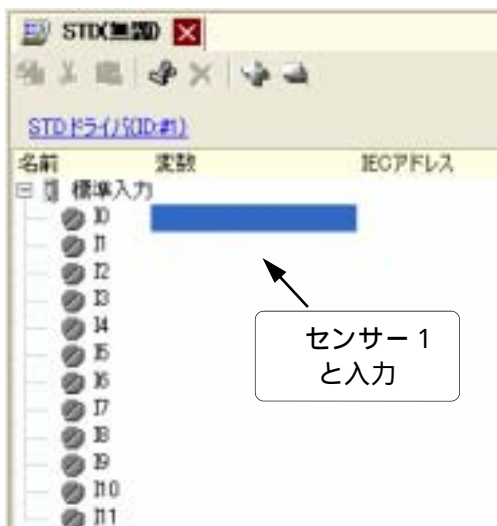 STD(無題)
STDドライバ(ID:#1)
名前 変数 IECアドレス
標準入力
I0
I1
I2
I3
I4
I5
I6
I7
I8
I9
I10
I11
センサー1
と入力